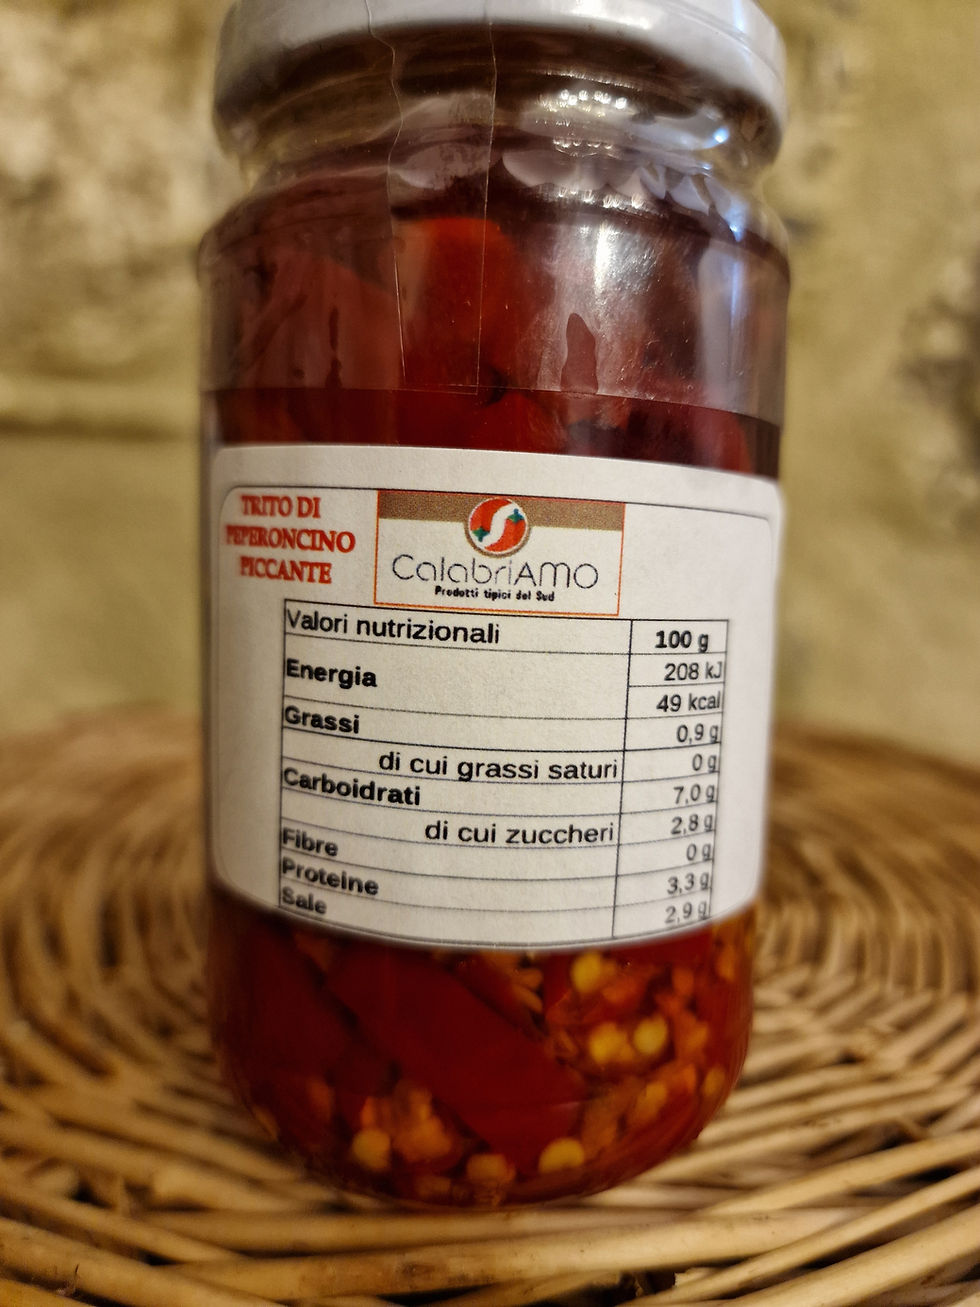 TRITO DI
PEPERONCINO
PICCANTE
CalabriAMO
Prodotti tipici del Sud
Valori nutrizionali 100 g
Energia 208 kJ
49 kcal
Grassi 0,9 g
di cui grassi saturi 0 g
Carboidrati 7,0 g
di cui zuccheri 2,8 g
Fibre 0 g
Proteine 3,3 g
Sale 2,9 g